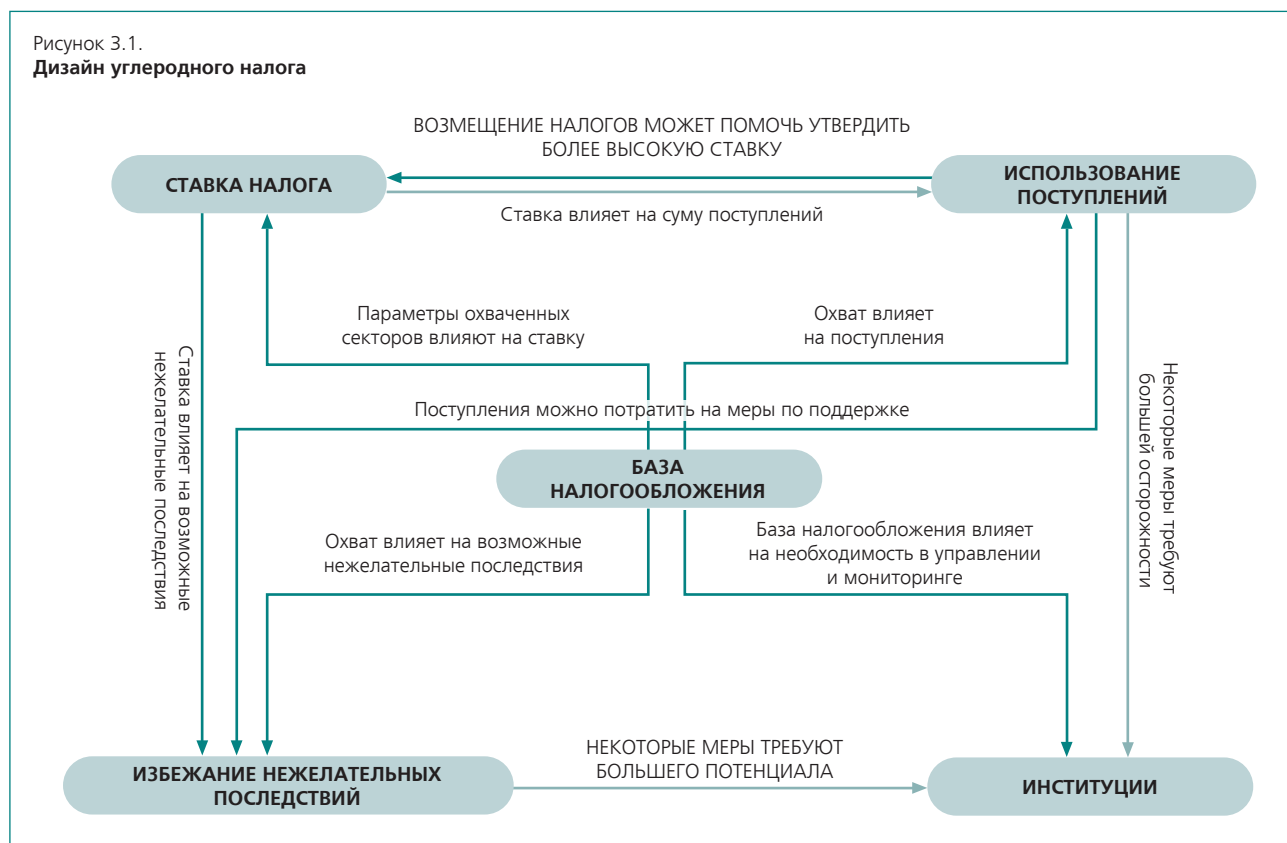 Рисунок 3.1.
Дизайн углеродного налога
ВОЗМЕЩЕНИЕ НАЛОГОВ МОЖЕТ ПОМОЧЬ УТВЕРДИТЬ
БОЛЕЕ ВЫСОКУЮ СТАВКУ
СТАВКА НАЛОГА
ИСПОЛЬЗОВАНИЕ
ПОСТУПЛЕНИЙ
Ставка влияет на сумму поступлений
Параметры охваченных
секторов влияют на ставку
Охват влияет
на поступления
Ставка влияет на возможные
нежелательные последствия
Некоторые меры требуют
большей осторожности
Поступления можно потратить на меры по поддержке
БАЗА
НАЛОГООБЛОЖЕНИЯ
Охват влияет на возможные
нежелательные последствия
База налогообложения влияет
на необходимость в управлении
и мониторинге
ИЗБЕЖАНИЕ НЕЖЕЛАТЕЛЬНЫХ
ПОСЛЕДСТВИЙ
НЕКОТОРЫЕ МЕРЫ ТРЕБУЮТ
БОЛЬШЕГО ПОТЕНЦИАЛА
ИНСТИТУЦИИ